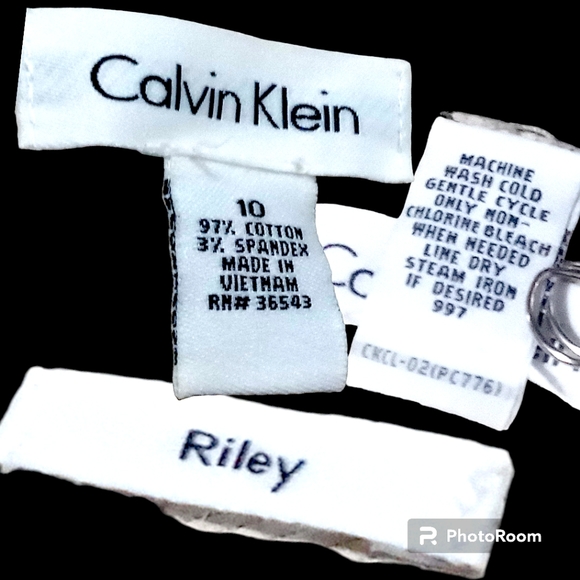 Calvin Klein
10
97% COTTON
3% SPANDEX
MADE IN
VIETNAM
RN# 36543
MACHINE
WASH COLD
GENTLE CYCLE
ONLY NON-
CHLORINE BLEACH
WHEN NEEDED
LINE DRY
STEAM IRON
IF DESIRED
997
CKCL-02(PC776)
Riley
PhotoRoom